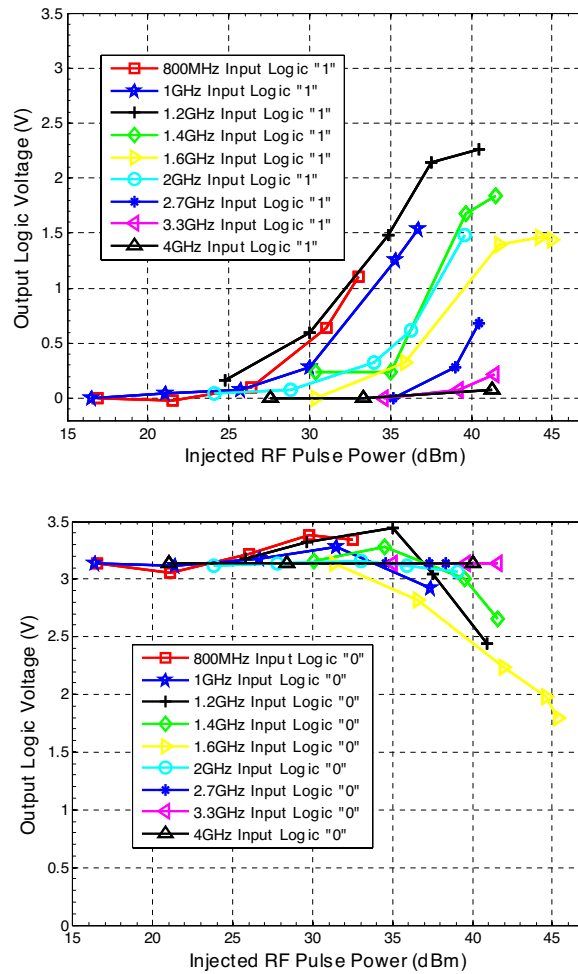 3.5
3
2.5
2
1.5
1
0.5
0
Output Logic Voltage (V)
800MHz Input Logic "1"
1GHz Input Logic "1"
1.2GHz Input Logic "1"
1.4GHz Input Logic "1"
1.6GHz Input Logic "1"
2GHz Input Logic "1"
2.7GHz Input Logic "1"
3.3GHz Input Logic "1"
4GHz Input Logic "1"
15 20 25 30 35 40 45
Injected RF Pulse Power (dBm)
3.5
3
2.5
2
1.5
1
0.5
0
Output Logic Voltage (V)
800MHz Input Logic "0"
1GHz Input Logic "0"
1.2GHz Input Logic "0"
1.4GHz Input Logic "0"
1.6GHz Input Logic "0"
2GHz Input Logic "0"
2.7GHz Input Logic "0"
3.3GHz Input Logic "0"
4GHz Input Logic "0"
15 20 25 30 35 40 45
Injected RF Pulse Power (dBm)